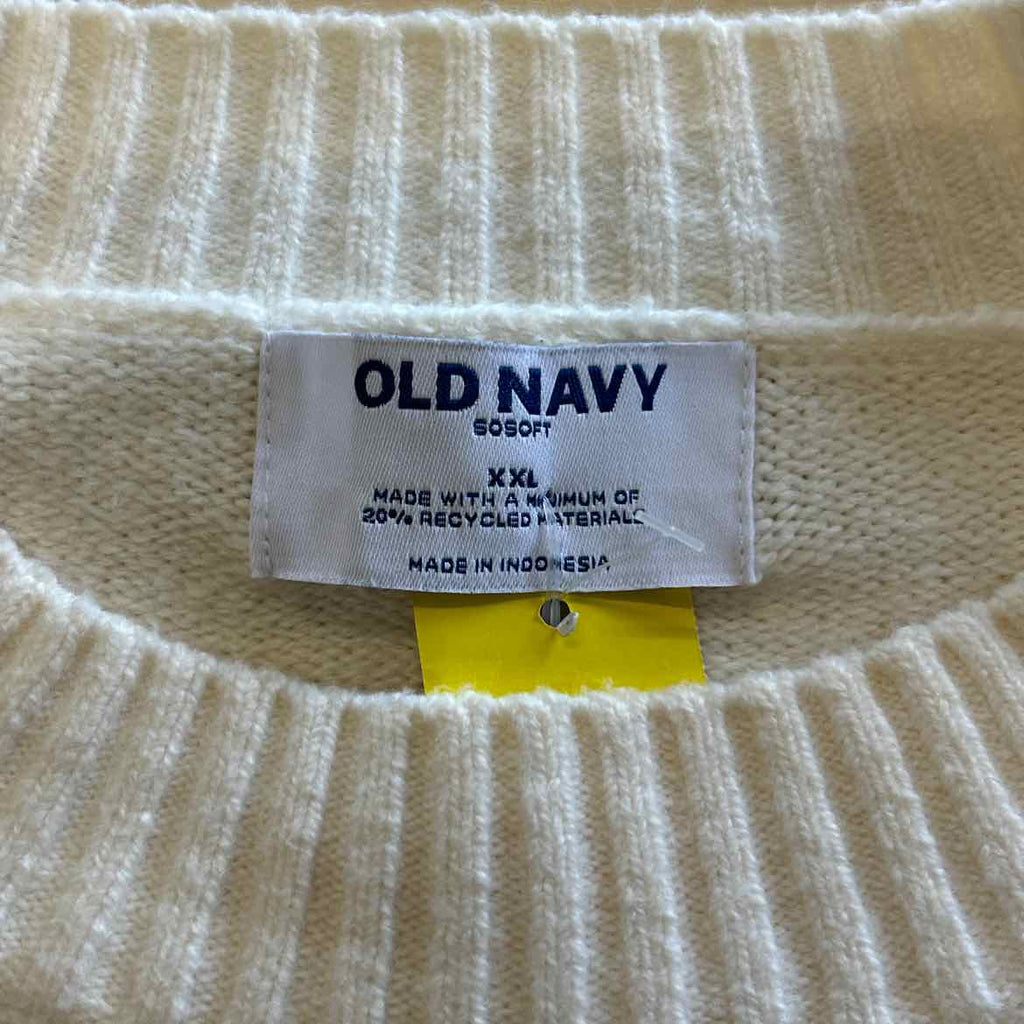 OLD NAVY
SOSOFT
XXL
MADE WITH A MINIMUM OF
20% RECYCLED MATERIALS
MADE IN INDONESIA